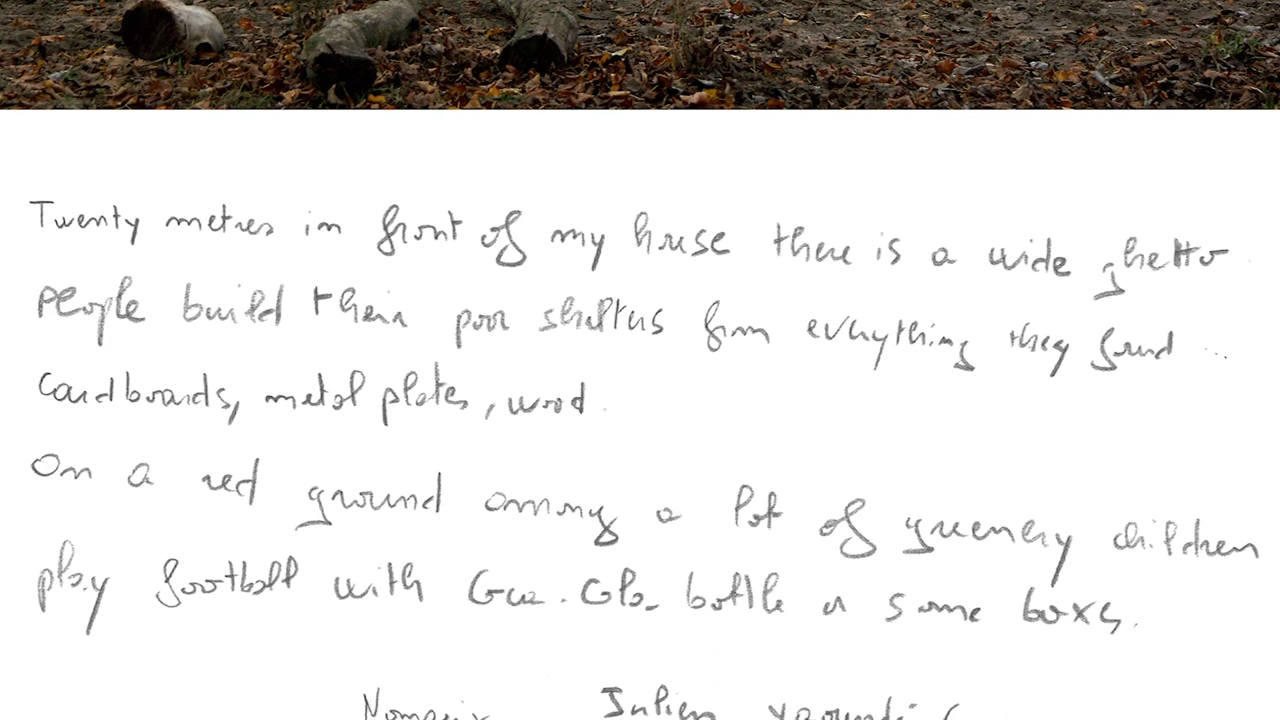 Twenty metres in front of my house there is a wide ghetto
people build their poor shelters from everything they found ...
cardboards, metal plates, wood.
On a red ground among a lot of greenery children
play football with Coca-Cola bottle or some boxes.
Julien